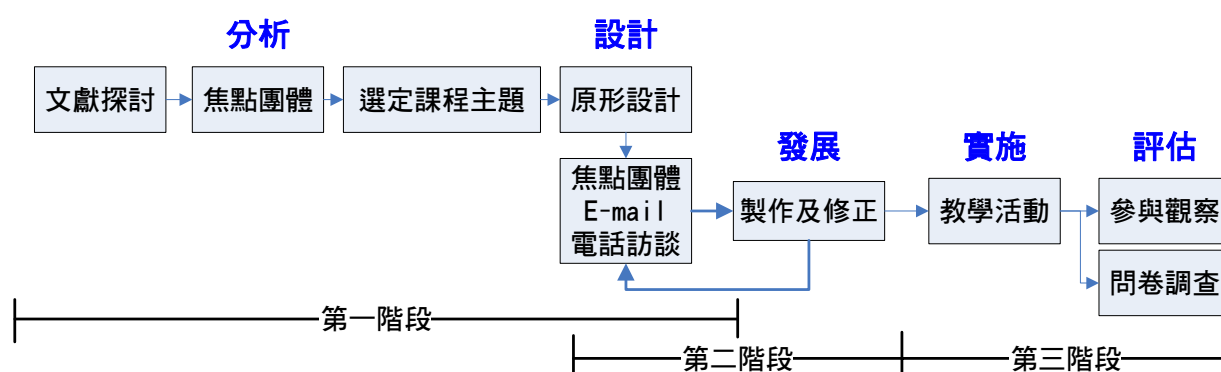 分析
設計
文獻探討
焦點團體
選定課程主題
原形設計
發展
實施
評估
焦點團體
E-mail
電話訪談
製作及修正
教學活動
參與觀察
問卷調查
第一階段
第二階段
第三階段